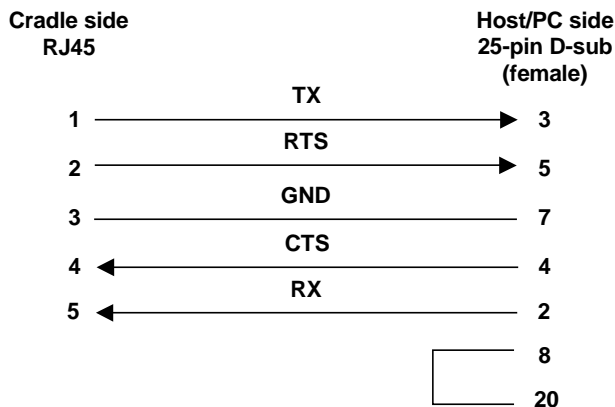 Cradle side
RJ45
Host/PC side
25-pin D-sub
(female)
TX
1 3
RTS
2 5
GND
3 7
CTS
4 4
RX
5 2
8
20